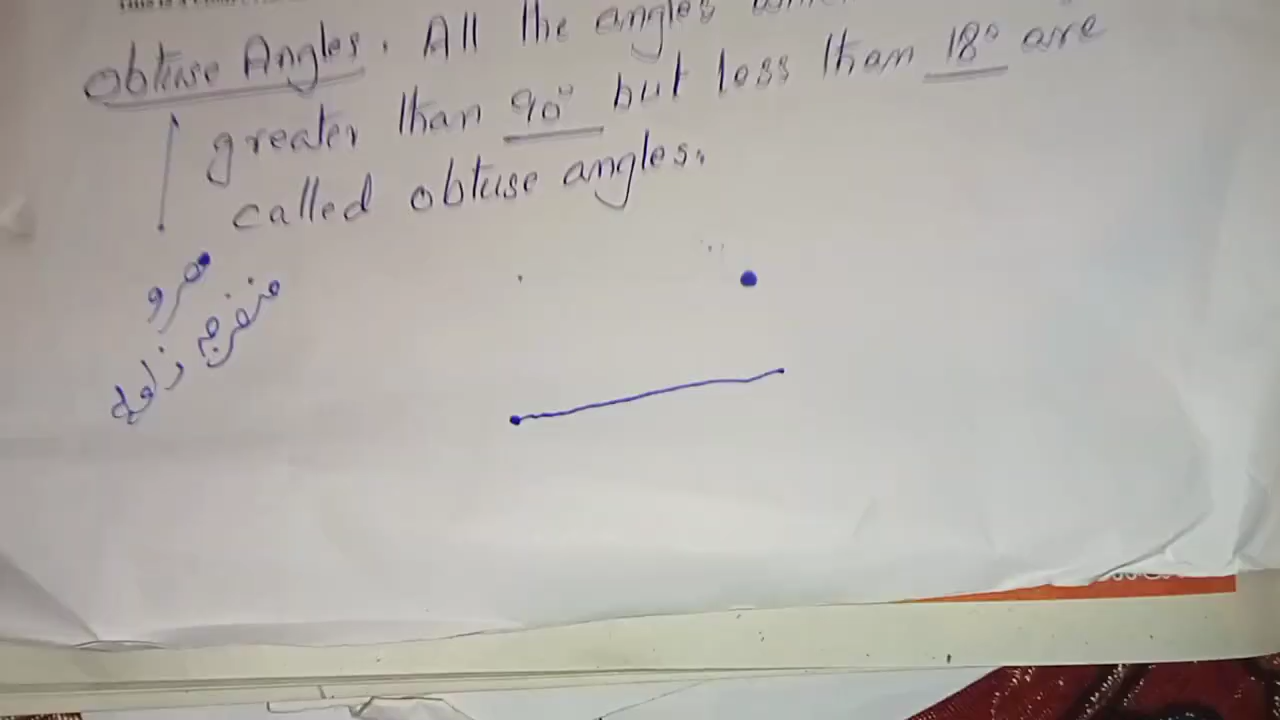 obtuse Angles. All the angles
greater than 90° but less than 18° are
called obtuse angles.
منفرجہ زاویہ